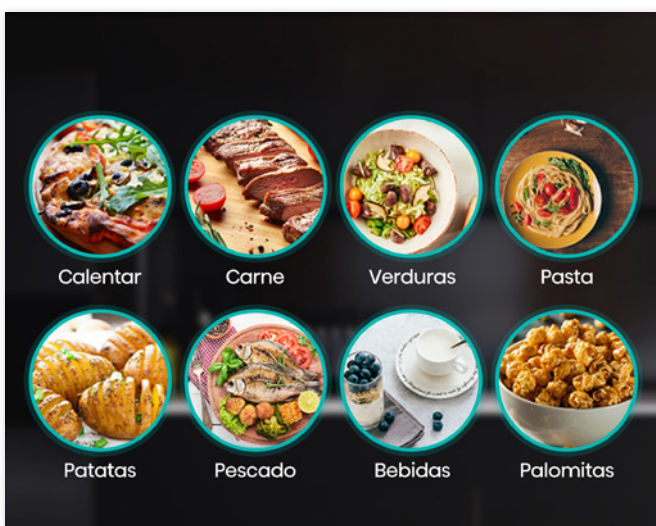 Calentar
Carne
Verduras
Pasta
Patatas
Pescado
Bebidas
Palomitas